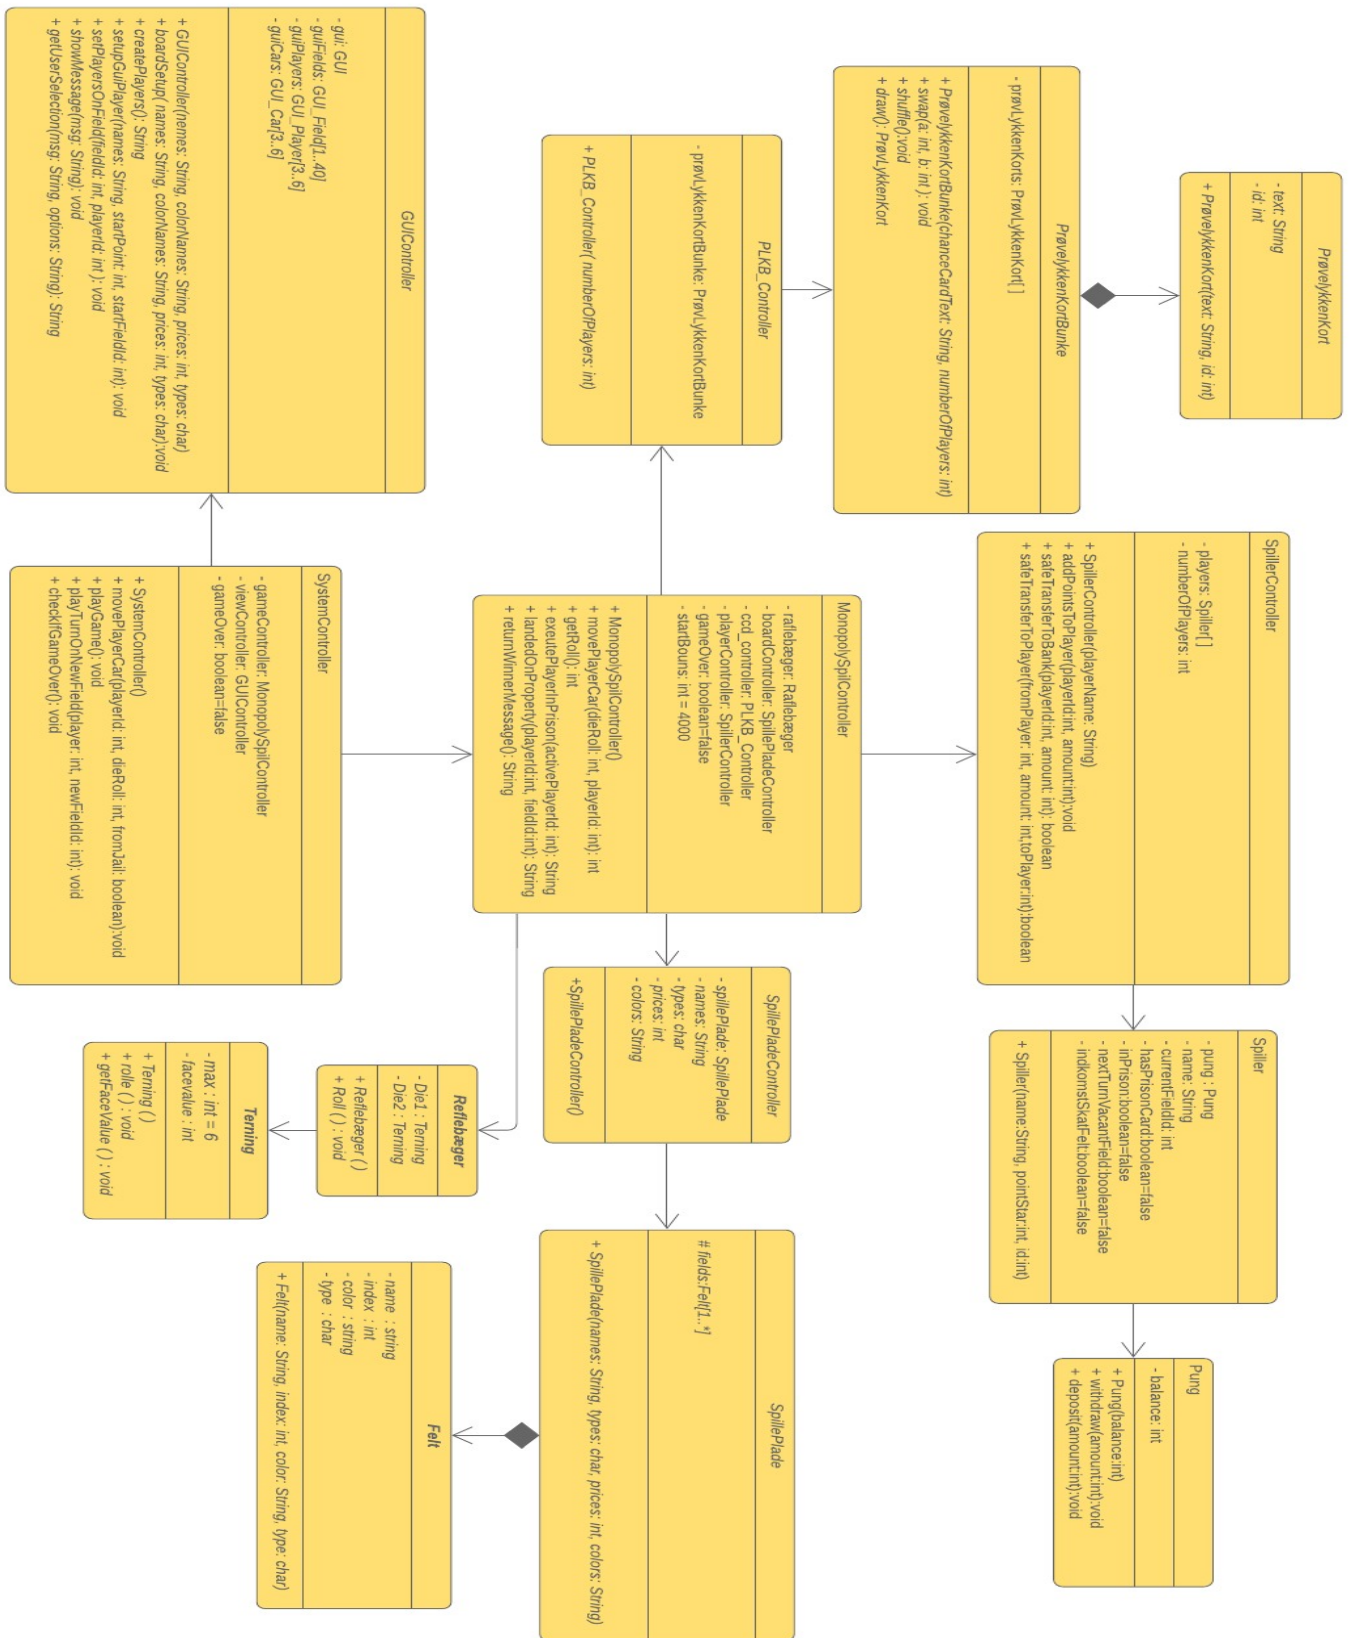 PrøvelykkenKort
- text: String
- id: int
+ PrøvelykkenKort(text: String, id: int)
PrøvelykkenKortBunke
- prøvLykkenKorts: PrøvLykkenKort[ ]
+ PrøvelykkenKortBunke(chanceCardText: String, numberOfPlayers: int)
+ swap(a: int, b: int ): void
+ shuffle():void
+ draw(): PrøvLykkenKort
PLKB_Controller
- prøvLykkenKortBunke: PrøvLykkenKortBunke
+ PLKB_Controller( numberOfPlayers: int)
GUIController
- gui: GUI
- guiFields: GUI_Field[1..40]
- guiPlayers: GUI_Player[3..6]
- guiCars: GUI_Car[3..6]
+ GUIController(nemes: String, colorNames: String, prices: int, types: char)
+ boardSetup( names: String, colorNames: String, prices: int, types: char):void
+ createPlayers(): String
+ setupGuiPlayer(names: String, startPoint: int, startFieldId: int): void
+ setPlayersOnField(fieldId: int, playerId: int ): void
+ showMessage(msg: String): void
+ getUserSelection(msg: String, options: String): String
SpillerController
- players: Spiller[ ]
- numberOfPlayers: int
+ SpillerController(playerName: String)
+ addPointsToPlayer(playerId:int, amount:int):void
+ safeTransferToBank(playerId:int, amount: int): boolean
+ safeTransferToPlayer(fromPlayer: int, amount: int,toPlayer:int):boolean
MonopolySpilController
- raflebæger: Raflebæger
- boardController: SpillePladeController
- ccd_controller: PLKB_Controller
- playerController: SpillerController
- gameOver: boolean=false
- startBouns: int = 4000
+ MonopolySpilController()
+ movePlayerCar(dieRoll: int, playerId: int): int
+ getRoll(): int
+ exeutePlayerInPrison(activePlayerId: int): String
+ landedOnProperty(playerId:int, fieldId:int): String
+ returnWinnerMessage(): String
SystemController
- gameController: MonopolySpilController
- viewController: GUIController
- gameOver: boolean=false
+ SystemController()
+ movePlayerCar(playerId: int, dieRoll: int, fromJail: boolean):void
+ playGame(): void
+ playTurnOnNewField(player: int, newFieldId: int): void
+ checkIfGameOver(): void
Spiller
- pung : Pung
- name: String
- currentFieldId: int
- hasPrisonCard:boolean=false
- inPrison:boolean=false
- nextTurnVacantField:boolean=false
- indkomstSkatFelt:boolean=false
+ Spiller(name:String, pointStar:int, id:int)
SpillePladeController
- spillePlade: SpillePlade
- names: String
- types: char
- prices: int
- colors: String
+SpillePladeController()
Reflebæger
- Die1 : Terning
- Die2 : Terning
+ Reflebæger ( )
+ Roll ( ) : void
Terning
- max : int = 6
- facevalue : int
+ Terning ( )
+ rolle ( ) : void
+ getFaceValue ( ) : void
Pung
- balance: int
+ Pung(balance:int)
+ withdraw(amount:int):void
+ deposit(amount:int):void
SpillePlade
# fields:Felt[1..*]
+ SpillePlade(names: String, types: char, prices: int, colors: String)
Felt
- name : string
- index : int
- color : string
- type : char
+ Felt(name: String, index: int, color: String, type: char)